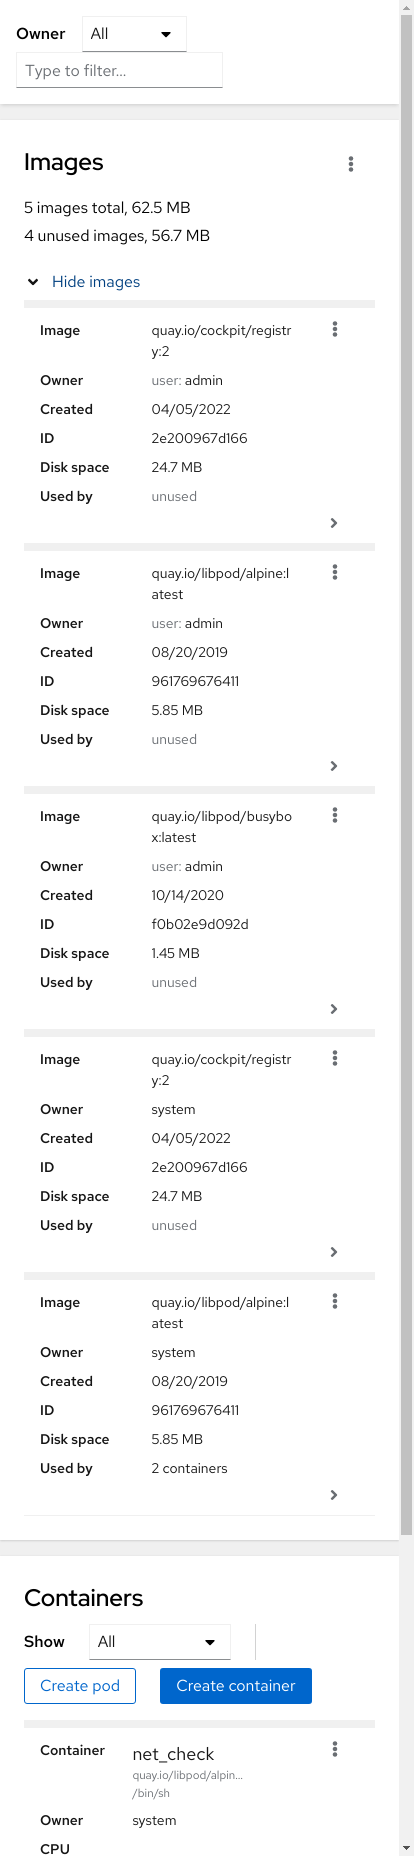 Owner All
Type to filter...
Images
5 images total, 62.5 MB
4 unused images, 56.7 MB
Hide images
Image quay.io/cockpit/registr
y:2
Owner user: admin
Created 04/05/2022
ID 2e200967d166
Disk space 24.7 MB
Used by unused
Image quay.io/libpod/alpine:l
atest
Owner user: admin
Created 08/20/2019
ID 961769676411
Disk space 5.85 MB
Used by unused
Image quay.io/libpod/busybo
x:latest
Owner user: admin
Created 10/14/2020
ID f0b02e9d092d
Disk space 1.45 MB
Used by unused
Image quay.io/cockpit/registr
y:2
Owner system
Created 04/05/2022
ID 2e200967d166
Disk space 24.7 MB
Used by unused
Image quay.io/libpod/alpine:l
atest
Owner system
Created 08/20/2019
ID 961769676411
Disk space 5.85 MB
Used by 2 containers
Containers
Show All
Create pod Create container
Container net_check
quay.io/libpod/alpin...
/bin/sh
Owner system
CPU